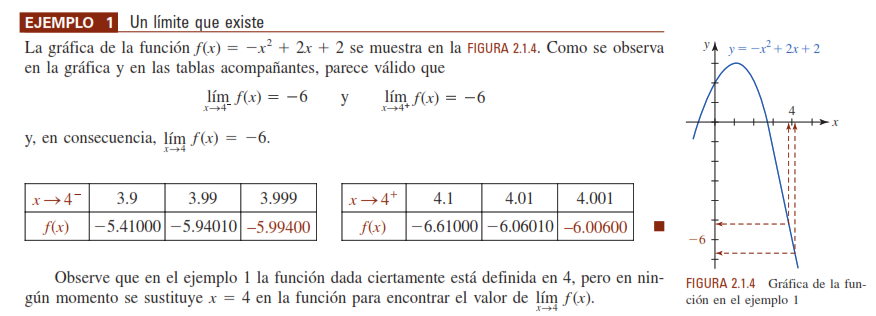 EJEMPLO 1 Un límite que existe
La gráfica de la función f(x) = −x² + 2x + 2 se muestra en la FIGURA 2.1.4. Como se observa
en la gráfica y en las tablas acompañantes, parece válido que
lím f(x) = −6 y lím f(x) = −6
x→4⁻ x→4⁺
y, en consecuencia, lím f(x) = −6.
x→4
x→4⁻ 3.9 3.99 3.999
f(x) −5.41000 −5.94010 −5.99400
x→4⁺ 4.1 4.01 4.001
f(x) −6.61000 −6.06010 −6.00600
Observe que en el ejemplo 1 la función dada ciertamente está definida en 4, pero en nin-
gún momento se sustituye x = 4 en la función para encontrar el valor de lím f(x).
x→4
y y = −x² + 2x + 2
4
x
−6
FIGURA 2.1.4 Gráfica de la fun-
ción en el ejemplo 1